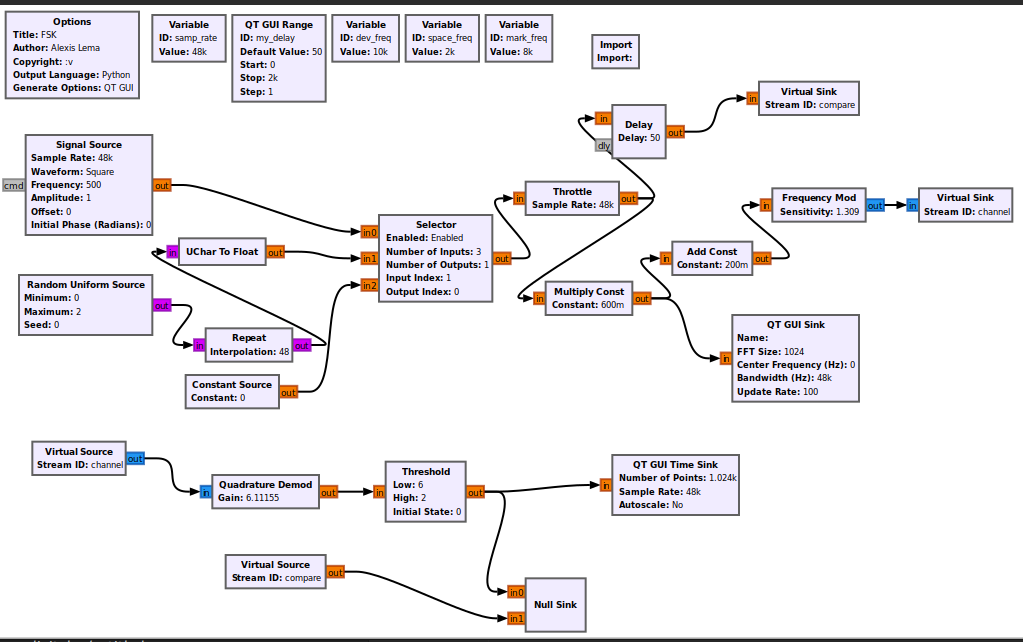 Options
Title: FSK
Author: Alexis Lema
Copyright: :v
Output Language: Python
Generate Options: QT GUI
Variable
ID: samp_rate
Value: 48k
QT GUI Range
ID: my_delay
Default Value: 50
Start: 0
Stop: 2k
Step: 1
Variable
ID: dev_freq
Value: 10k
Variable
ID: space_freq
Value: 2k
Variable
ID: mark_freq
Value: 8k
Import
Import:
in
dly
Delay
Delay: 50
out
in
Virtual Sink
Stream ID: compare
cmd
Signal Source
Sample Rate: 48k
Waveform: Square
Frequency: 500
Amplitude: 1
Offset: 0
Initial Phase (Radians): 0
out
in
UChar To Float
out
Random Uniform Source
Minimum: 0
Maximum: 2
Seed: 0
out
in
Repeat
Interpolation: 48
out
Constant Source
Constant: 0
out
in0
in1
in2
Selector
Enabled: Enabled
Number of Inputs: 3
Number of Outputs: 1
Input Index: 1
Output Index: 0
out
in
Throttle
Sample Rate: 48k
out
in
Multiply Const
Constant: 600m
out
in
Add Const
Constant: 200m
out
in
Frequency Mod
Sensitivity: 1.309
out
in
Virtual Sink
Stream ID: channel
in
QT GUI Sink
Name:
FFT Size: 1024
Center Frequency (Hz): 0
Bandwidth (Hz): 48k
Update Rate: 100
Virtual Source
Stream ID: channel
out
in
Quadrature Demod
Gain: 6.11155
out
in
Threshold
Low: 6
High: 2
Initial State: 0
out
in
QT GUI Time Sink
Number of Points: 1.024k
Sample Rate: 48k
Autoscale: No
Virtual Source
Stream ID: compare
out
in0
in1
Null Sink